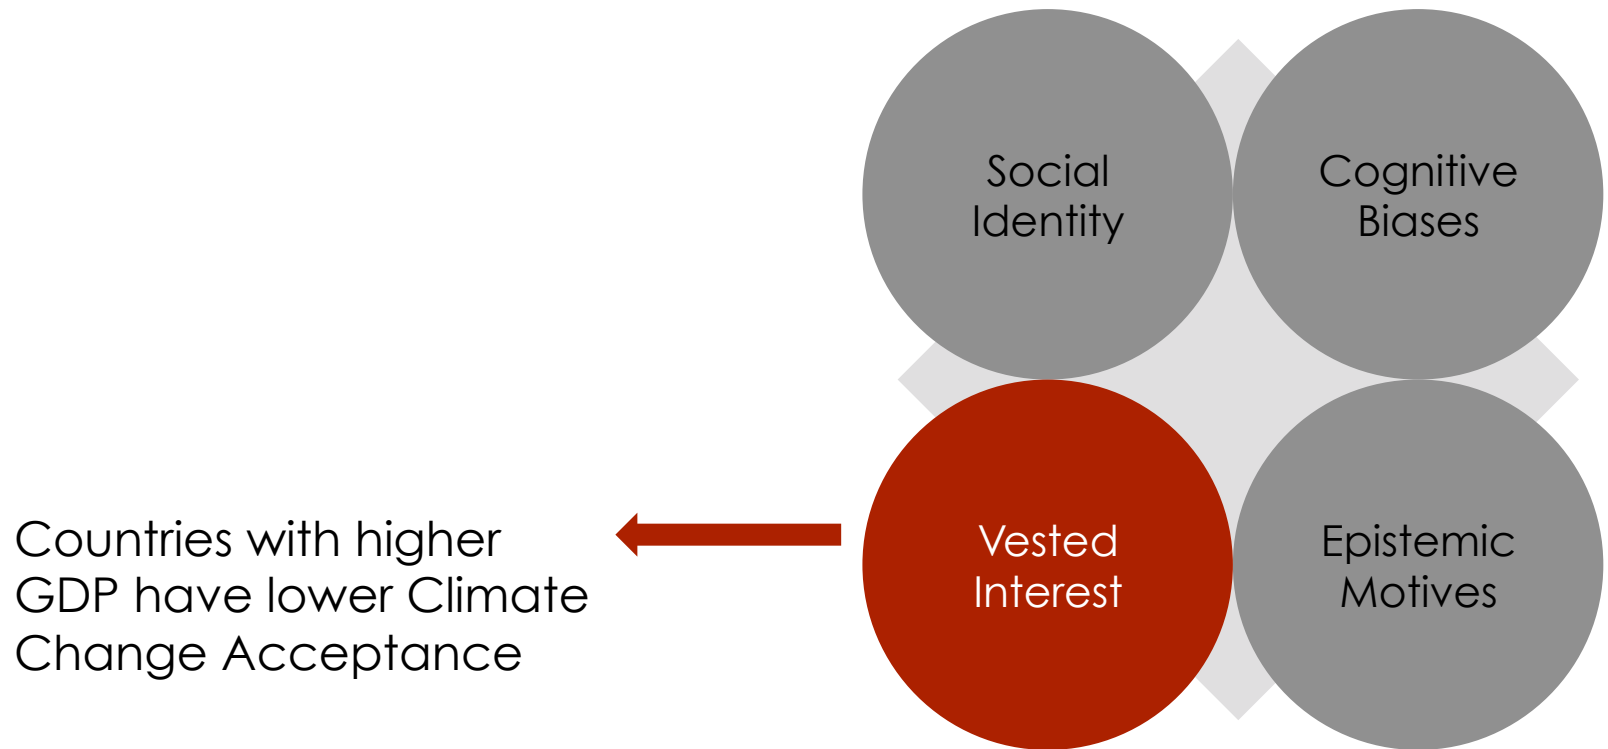 Social
Identity
Cognitive
Biases
Countries with higher
GDP have lower Climate
Change Acceptance
Vested
Interest
Epistemic
Motives